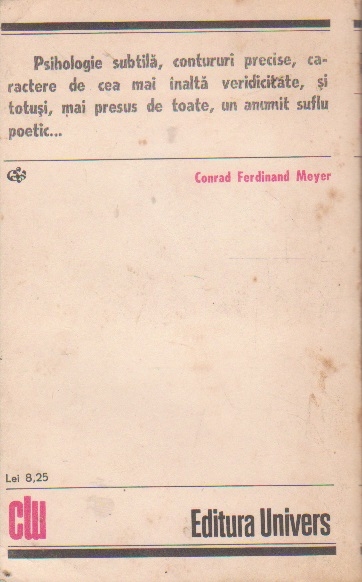 Psihologie subtilă, contururi precise, ca-
ractere de cea mai înaltă veridicitate, și
totuși, mai presus de toate, un anumit suflu
poetic...
Conrad Ferdinand Meyer
Lei 8,25
clu
Editura Univers